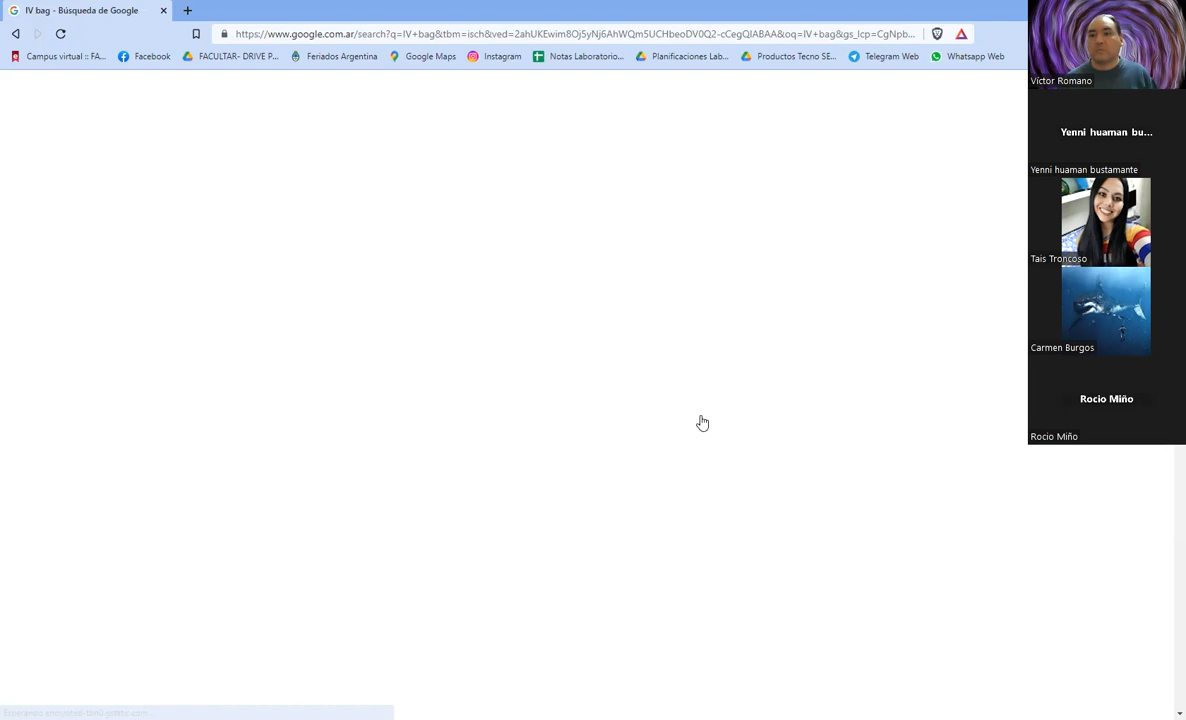 IV bag - Búsqueda de Google
https://www.google.com.ar/search?q=IV+bag&tbm=isch&ved=2ahUKEwim8Oj5yNj6AhWQm5UCHbeoDV0Q2-cCegQIABAA&oq=IV+bag&gs_lcp=CgNpb...
Campus virtual :: FA...
Facebook
FACULTAR- DRIVE P...
Feriados Argentina
Google Maps
Instagram
Notas Laboratorio...
Planificaciones Lab...
Productos Tecno SE...
Telegram Web
Whatsapp Web
Víctor Romano
Yenni huaman bu...
Yenni huaman bustamante
Tais Troncoso
Carmen Burgos
Rocio Miño
Rocio Miño